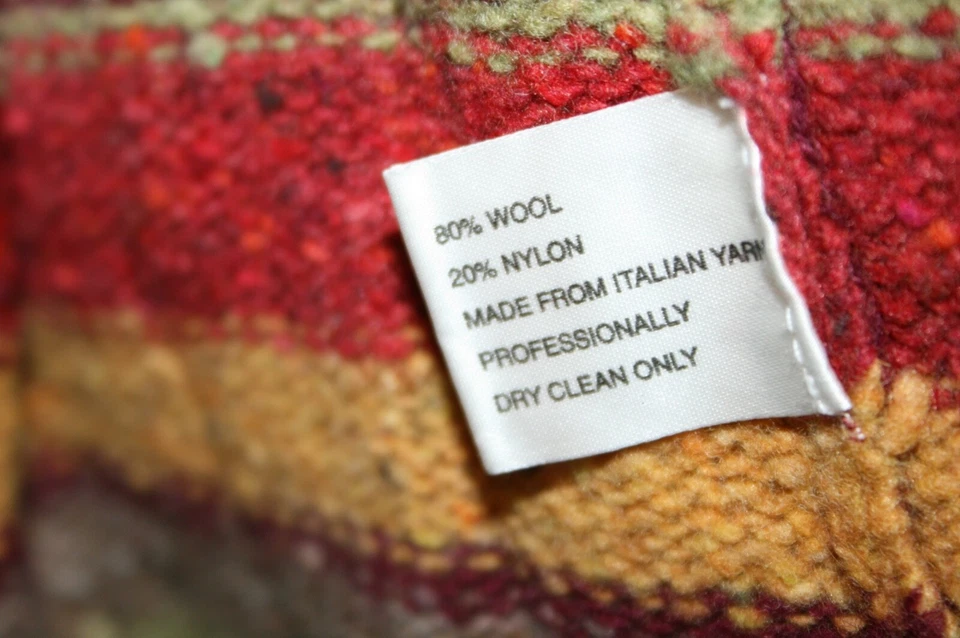 80% WOOL
20% NYLON
MADE FROM ITALIAN YARN
PROFESSIONALLY
DRY CLEAN ONLY